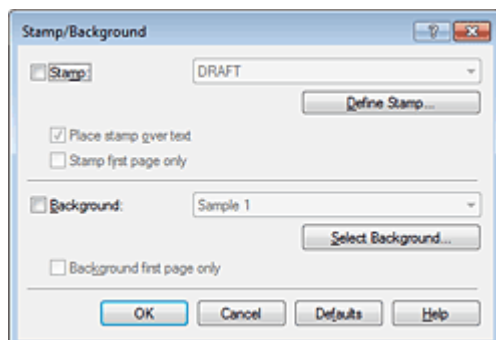 Stamp/Background
Stamp: DRAFT
Define Stamp...
Place stamp over text
Stamp first page only
Background: Sample 1
Select Background...
Background first page only
OK Cancel Defaults Help